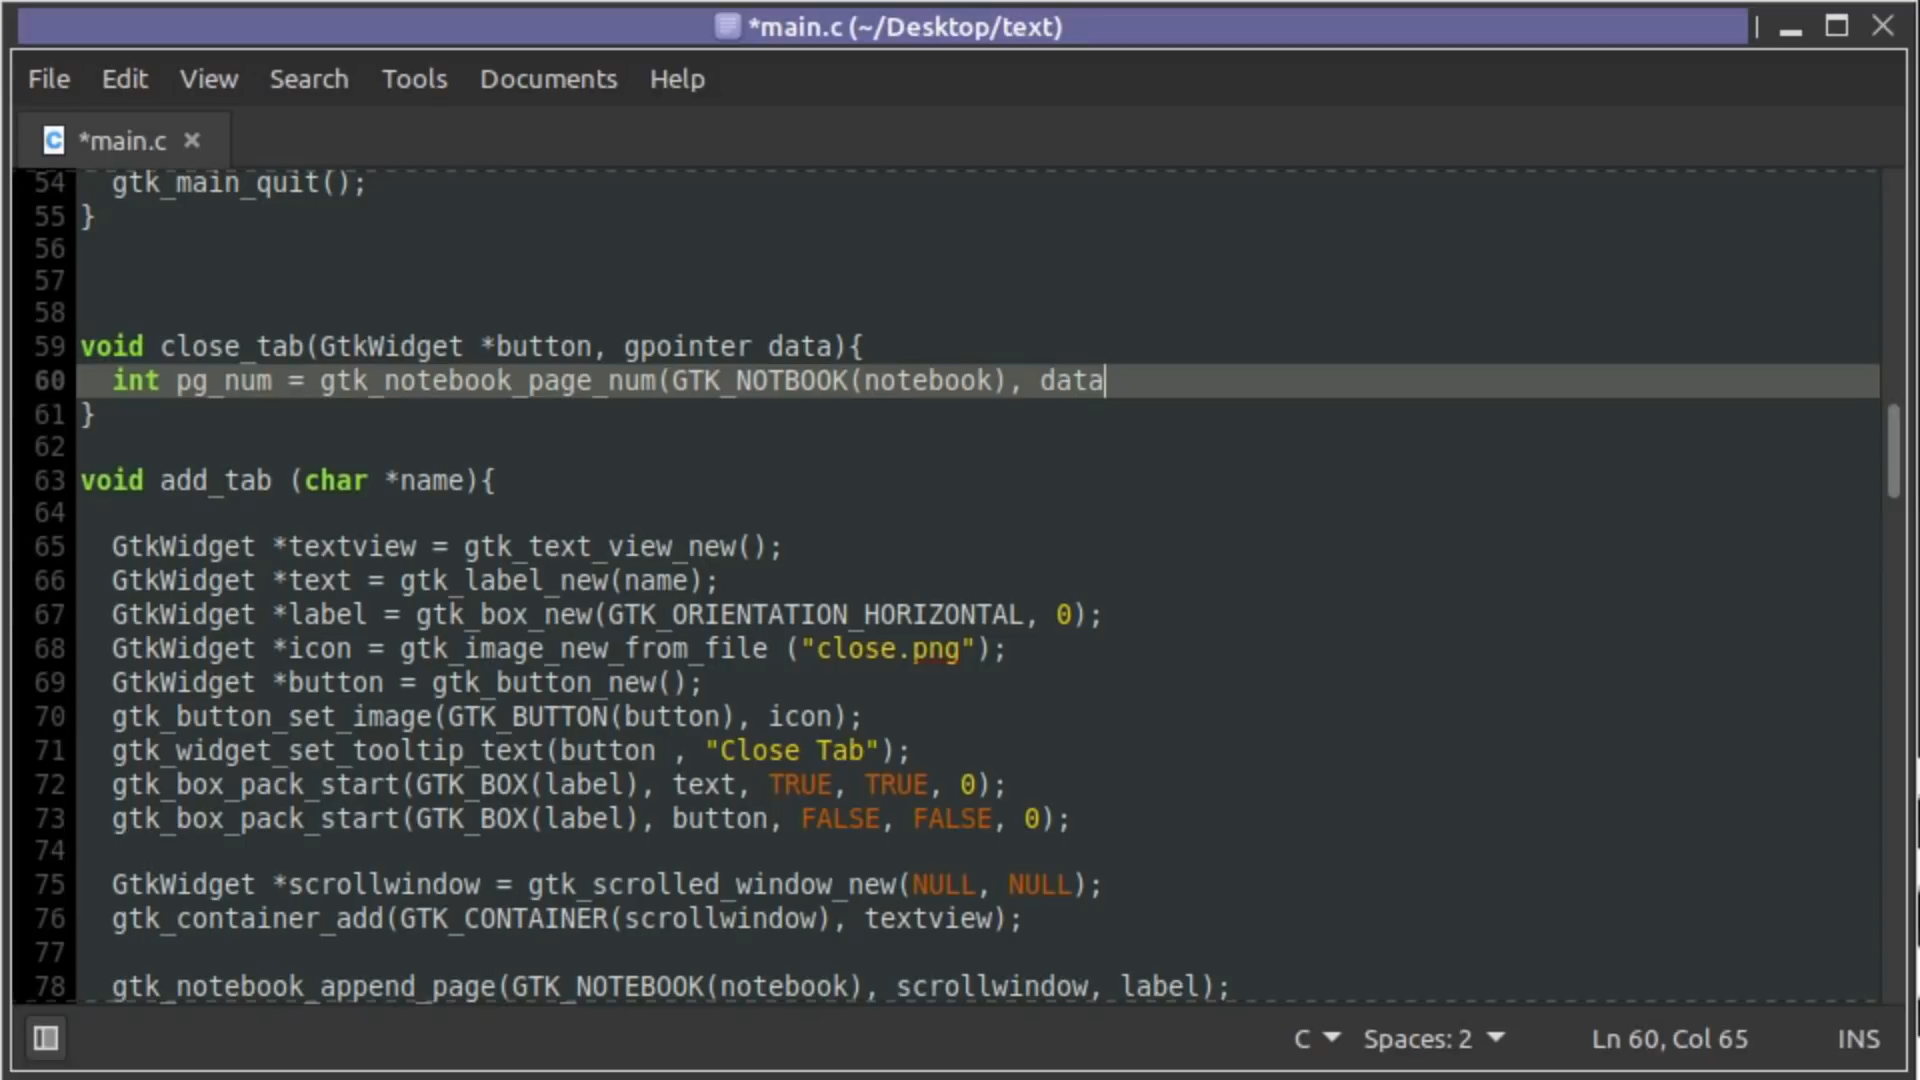 *main.c (~/Desktop/text)
File Edit View Search Tools Documents Help
*main.c
54 gtk_main_quit();
55 }
56
57
58
59 void close_tab(GtkWidget *button, gpointer data){
60 int pg_num = gtk_notebook_page_num(GTK_NOTBOOK(notebook), data
61 }
62
63 void add_tab (char *name){
64
65 GtkWidget *textview = gtk_text_view_new();
66 GtkWidget *text = gtk_label_new(name);
67 GtkWidget *label = gtk_box_new(GTK_ORIENTATION_HORIZONTAL, 0);
68 GtkWidget *icon = gtk_image_new_from_file ("close.png");
69 GtkWidget *button = gtk_button_new();
70 gtk_button_set_image(GTK_BUTTON(button), icon);
71 gtk_widget_set_tooltip_text(button , "Close Tab");
72 gtk_box_pack_start(GTK_BOX(label), text, TRUE, TRUE, 0);
73 gtk_box_pack_start(GTK_BOX(label), button, FALSE, FALSE, 0);
74
75 GtkWidget *scrollwindow = gtk_scrolled_window_new(NULL, NULL);
76 gtk_container_add(GTK_CONTAINER(scrollwindow), textview);
77
78 gtk_notebook_append_page(GTK_NOTEBOOK(notebook), scrollwindow, label);
C Spaces: 2 Ln 60, Col 65 INS